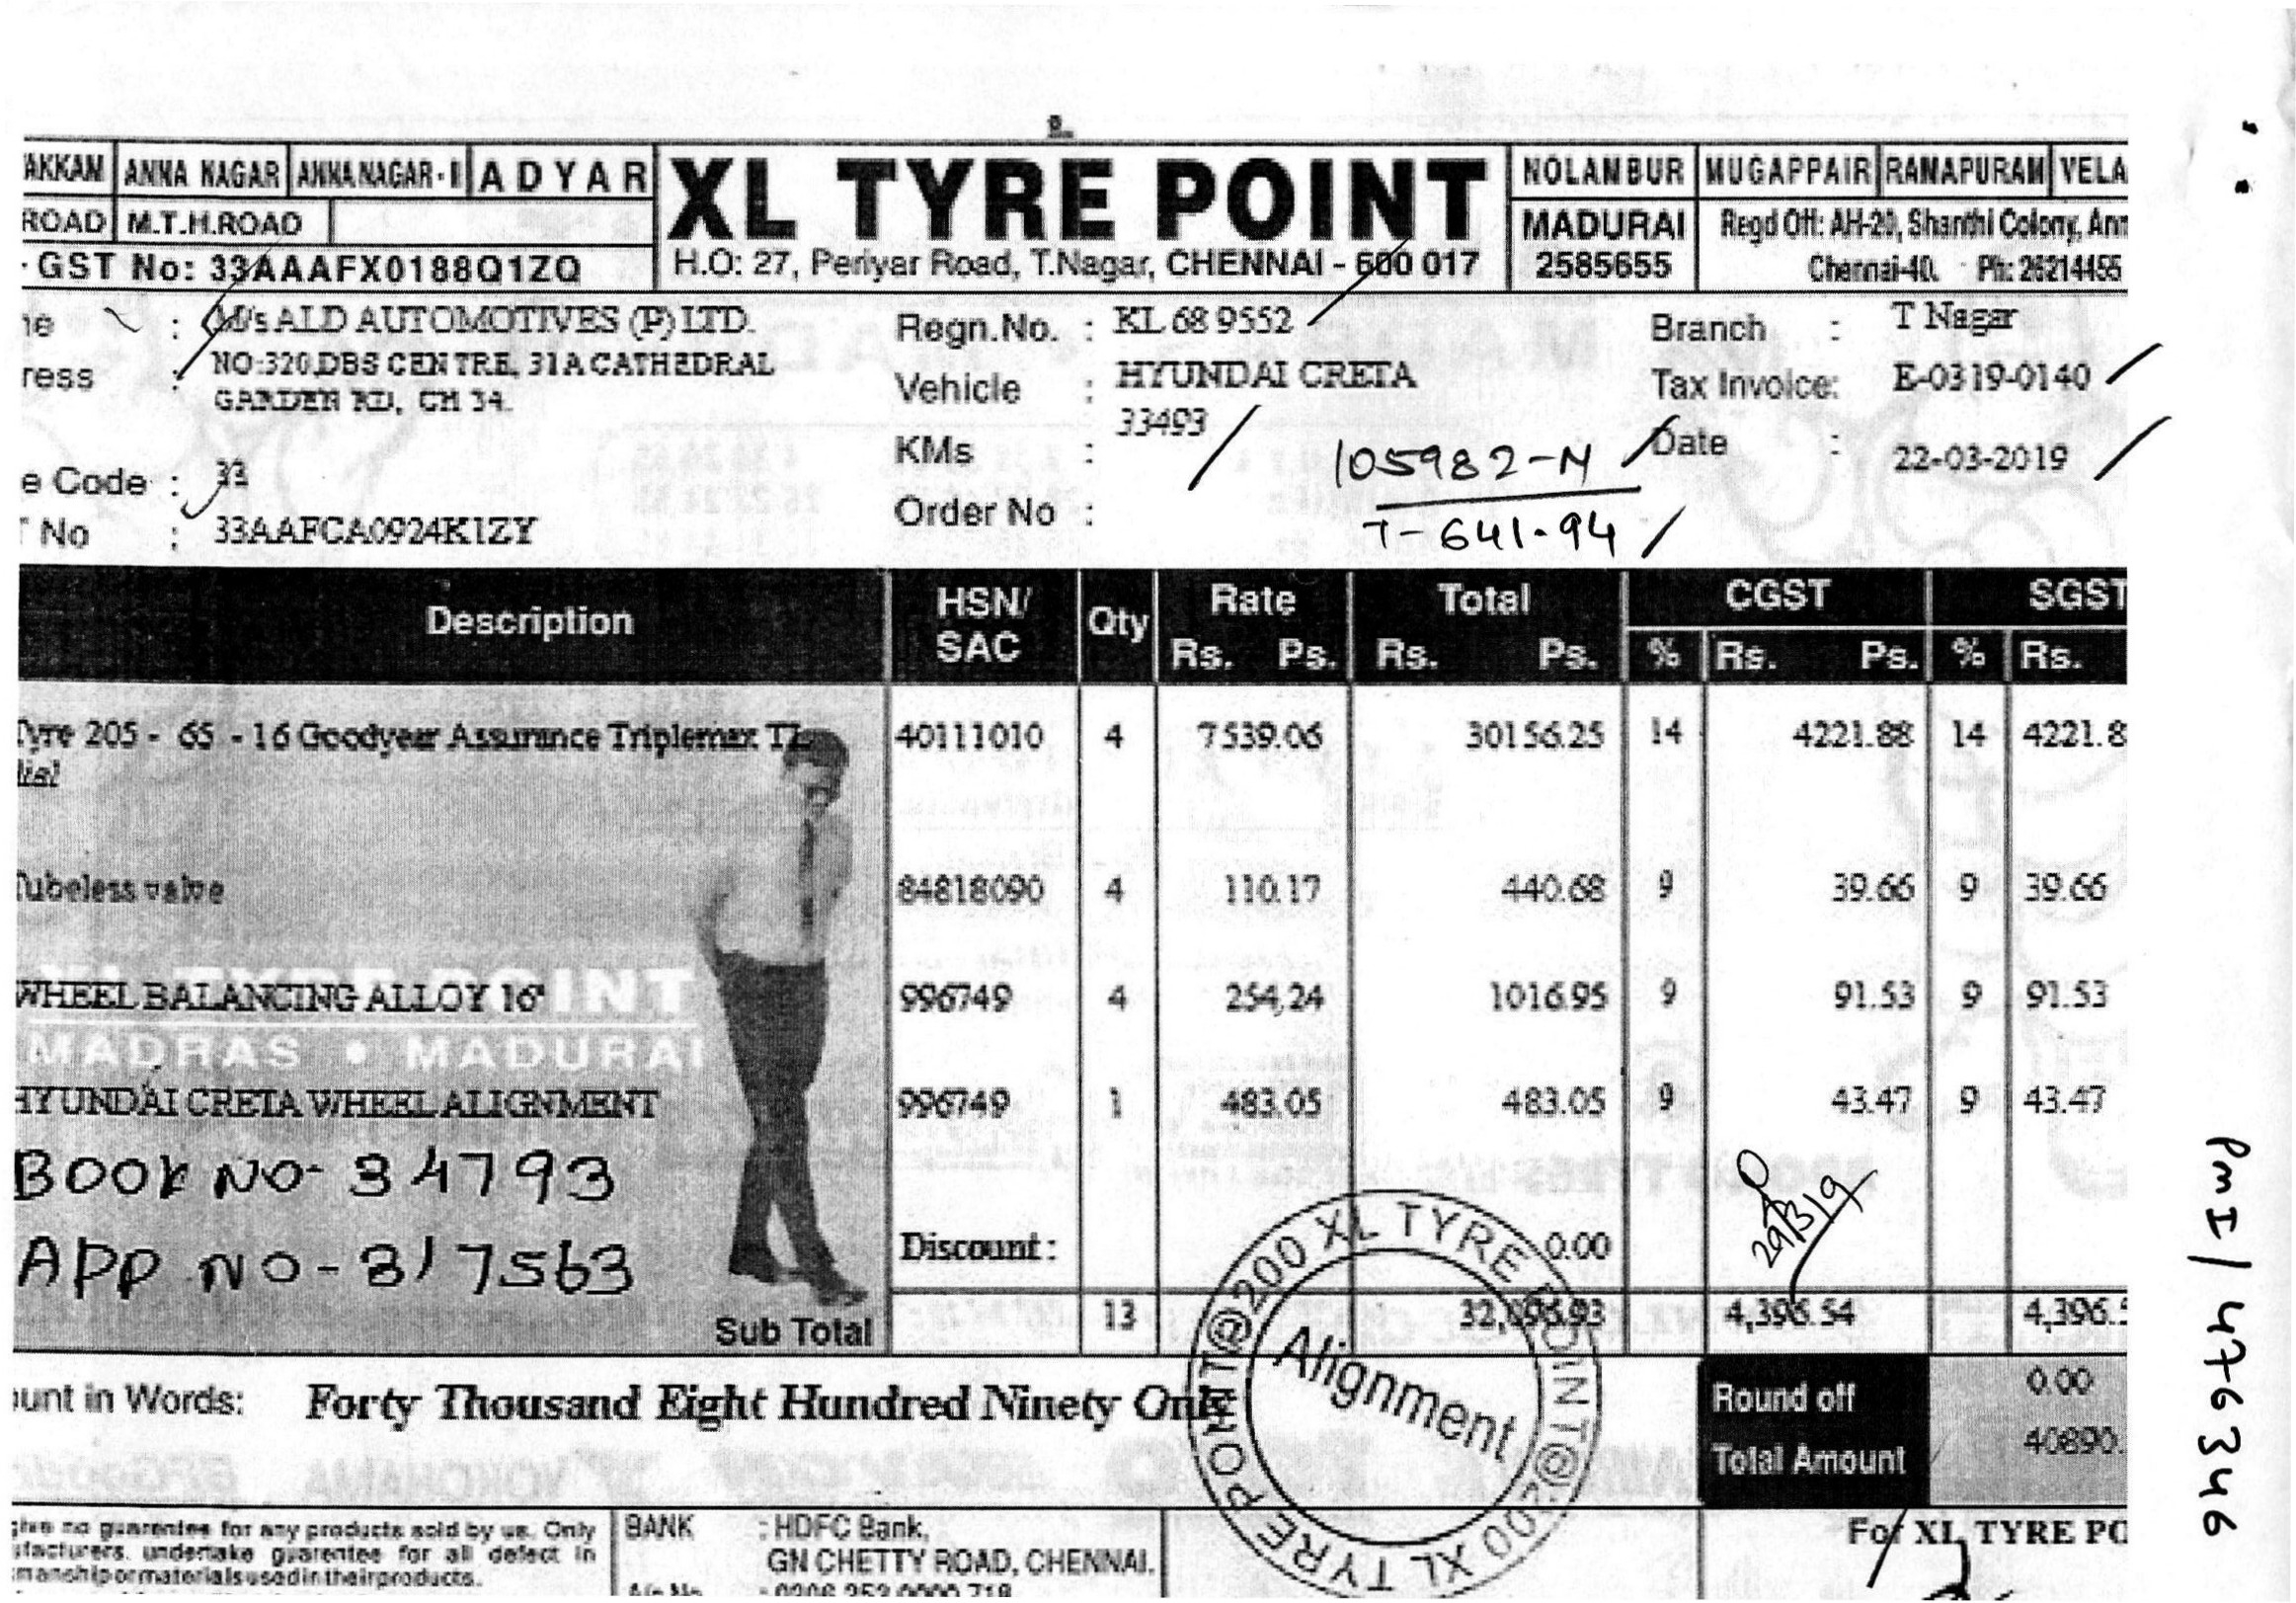 AKKAM ANNA NAGAR ANNA NAGAR - II ADYAR XL TYRE POINT NOLAMBUR MUGAPPAIR RAMAPURAM VELA
ROAD M.T.H.ROAD MADURAI Regd Off: AH-20, Shanthi Colony, Ann
- GST No: 33AAAFX0188Q1ZQ H.O: 27, Periyar Road, T.Nagar, CHENNAI - 600 017 2585655 Chennai-40. Ph: 26214455
ne : M/s ALD AUTOMOTIVES (P) LTD. Regn.No. : KL 68 9552 Branch : T Nagar
ress : NO:320,DBS CENTRE, 31A CATHEDRAL Vehicle : HYUNDAI CRETA Tax Invoice: E-0319-0140
GARDEN RD, CH 34.
KMs : 33493 Date : 22-03-2019
105982-N
e Code : 33 Order No :
T-641.94
T No : 33AAFCA0924K1ZY
Description HSN/ SAC Qty Rate Total CGST SGST
Rs. Ps. Rs. Ps. % Rs. Ps. % Rs.
Tyre 205 - 65 - 16 Goodyear Assurance Triplemax TL 40111010 4 7539.06 30156.25 14 4221.88 14 4221.8
dial
Tubeless valve 84818090 4 110.17 440.68 9 39.66 9 39.66
XL TYRE POINT
WHEEL BALANCING ALLOY 16" 996749 4 254.24 1016.95 9 91.53 9 91.53
MADRAS • MADURAI
HYUNDAI CRETA WHEEL ALIGNMENT 996749 1 483.05 483.05 9 43.47 9 43.47
BOOK NO- 34793
29/3/19
APP NO-317563 Discount : 0.00
Sub Total 13 32,096.93 4,396.54 4,396.5
XL TYRE POINT@200 XL TYRE POINT@200
Alignment
ount in Words: Forty Thousand Eight Hundred Ninety Only Round off 0.00
Total Amount 40890.
give no guarentee for any products sold by us. Only BANK : HDFC Bank, For XL TYRE PO
ufacturers. undertake guarentee for all defect in GN CHETTY ROAD, CHENNAI.
manship or materials used in their products. A/c No : 0206 253 0000 718
PWI/476346